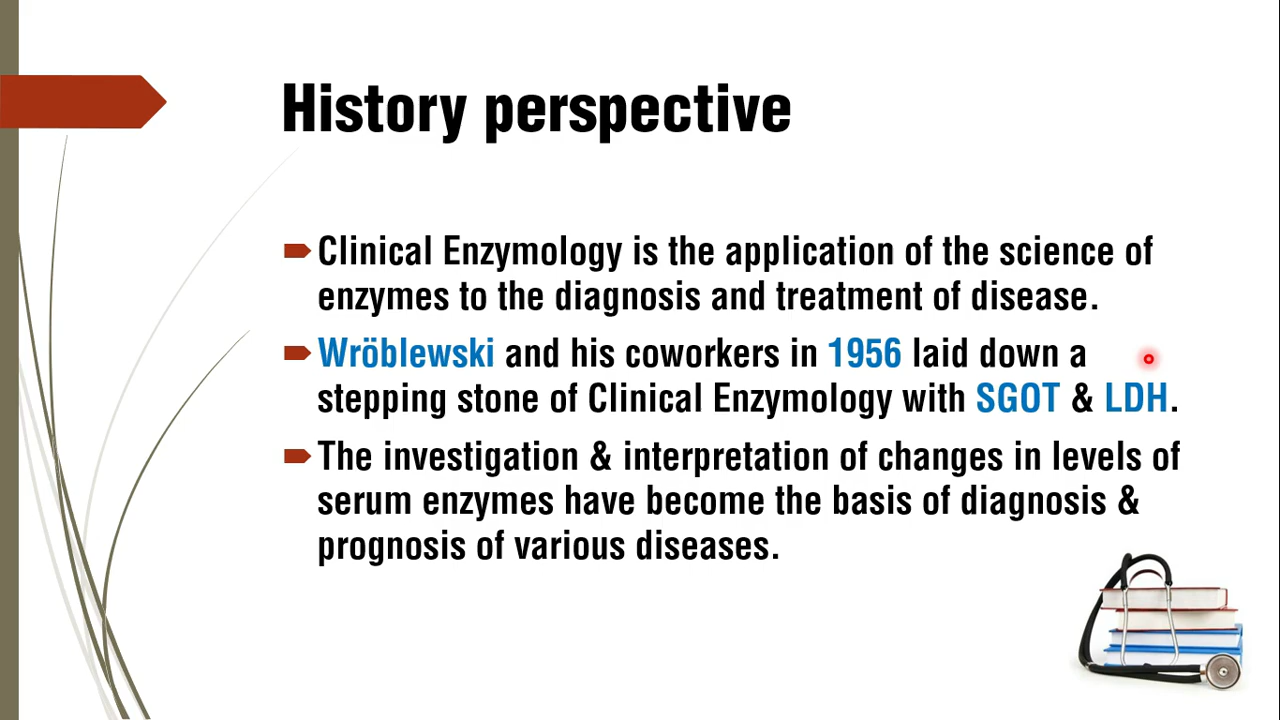 History perspective
Clinical Enzymology is the application of the science of
enzymes to the diagnosis and treatment of disease.
Wröblewski and his coworkers in 1956 laid down a
stepping stone of Clinical Enzymology with SGOT & LDH.
The investigation & interpretation of changes in levels of
serum enzymes have become the basis of diagnosis &
prognosis of various diseases.